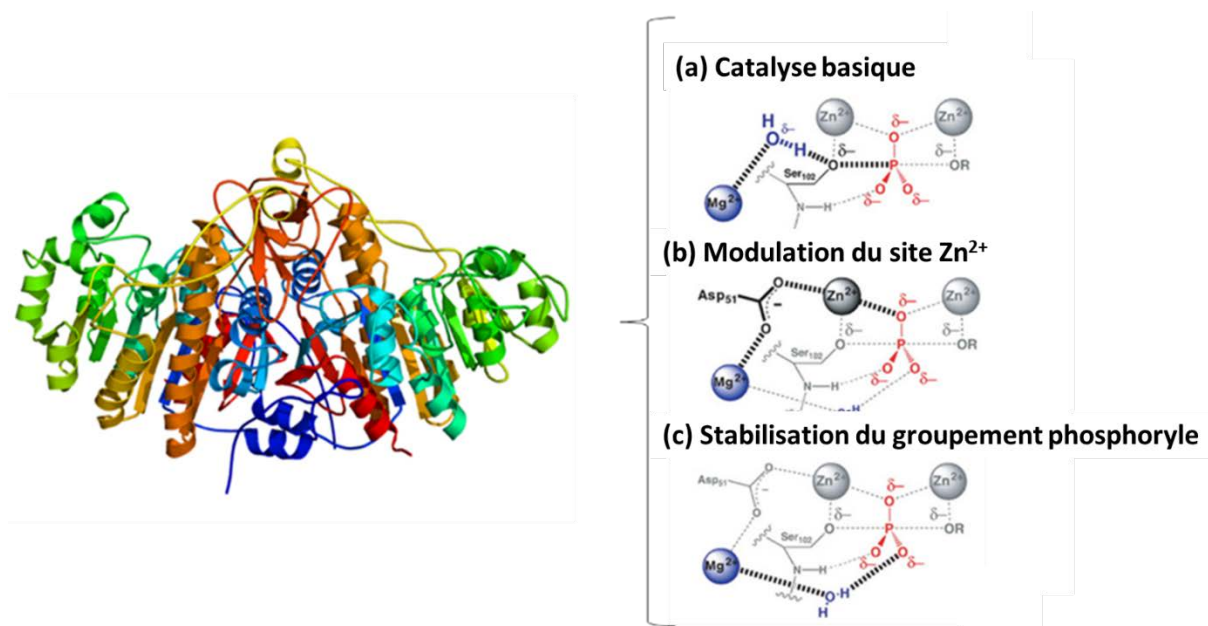 (a) Catalyse basique
H
δ–
O
H
Zn²⁺
Zn²⁺
δ–
O
δ–
δ–
O
P
OR
Ser₁₀₂
O
O
δ–
δ–
Mg²⁺
N–H
(b) Modulation du site Zn²⁺
Asp₅₁
O
–
O
Zn²⁺
Zn²⁺
δ–
O
δ–
δ–
Ser₁₀₂
O
P
OR
O
O
δ–
δ–
Mg²⁺
N–H
(c) Stabilisation du groupement phosphoryle
Asp₅₁
O
–
O
Zn²⁺
Zn²⁺
δ–
O
δ–
δ–
Ser₁₀₂
O
P
OR
O
O
δ–
δ–
Mg²⁺
N–H
O–H
H